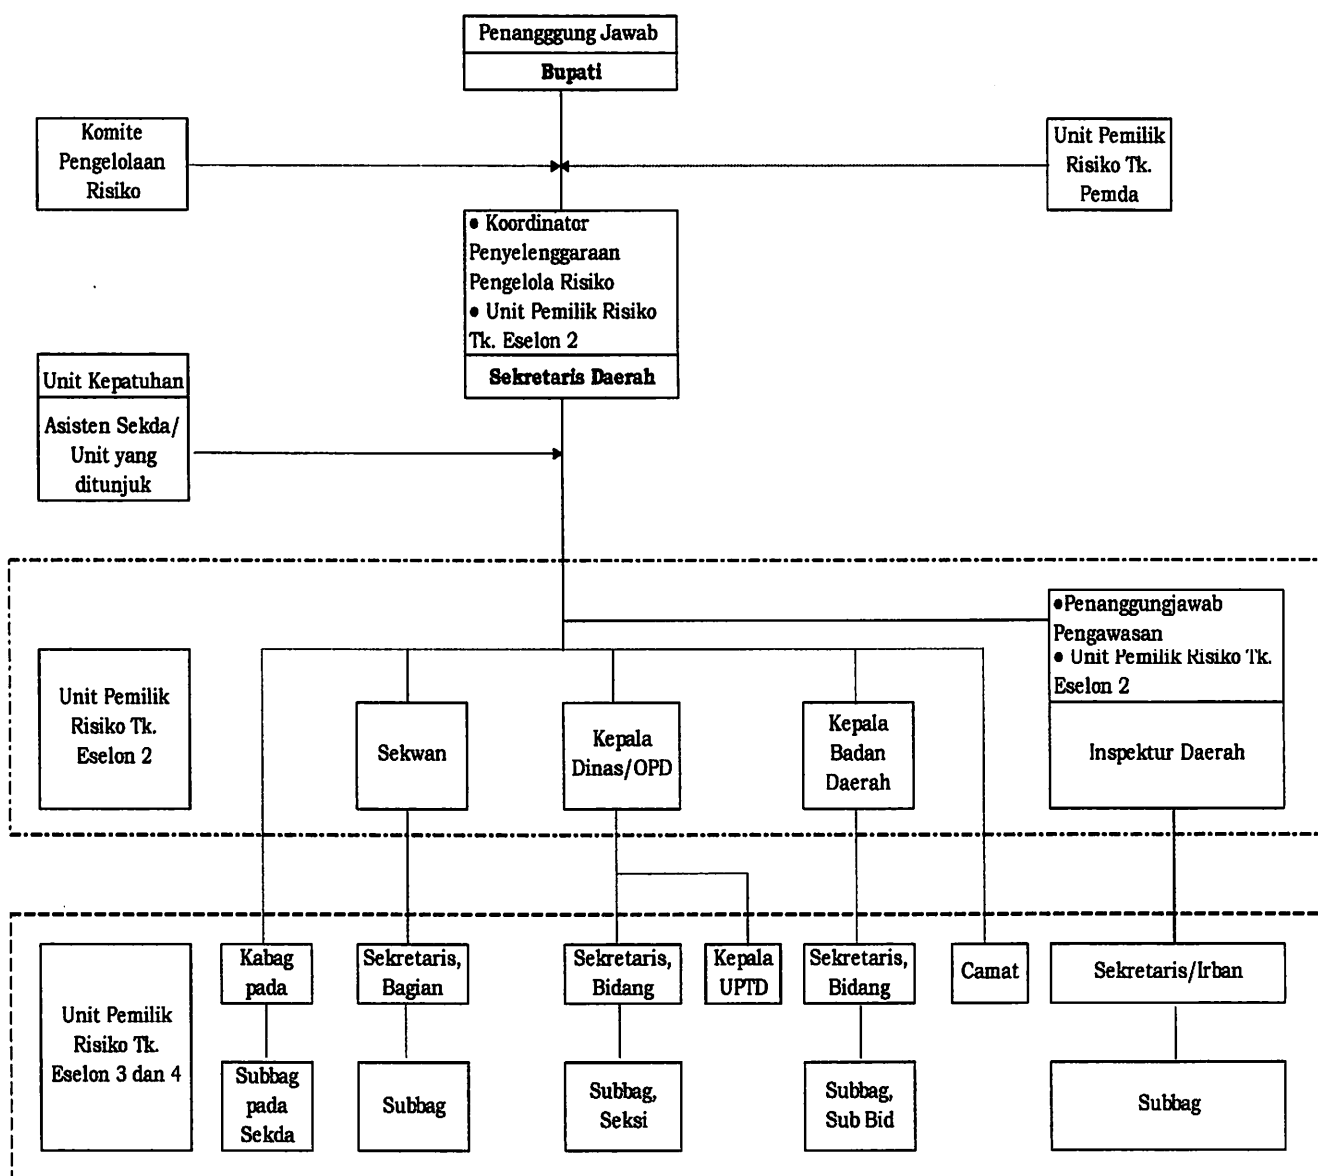 Penangggung Jawab
Bupati
Komite
Pengelolaan
Risiko
Unit Pemilik
Risiko Tk.
Pemda
• Koordinator
Penyelenggaraan
Pengelola Risiko
• Unit Pemilik Risiko
Tk. Eselon 2
Sekretaris Daerah
Unit Kepatuhan
Asisten Sekda/
Unit yang
ditunjuk
•Penanggungjawab
Pengawasan
• Unit Pemilik Risiko Tk.
Eselon 2
Inspektur Daerah
Unit Pemilik
Risiko Tk.
Eselon 2
Sekwan
Kepala
Dinas/OPD
Kepala
Badan
Daerah
Unit Pemilik
Risiko Tk.
Eselon 3 dan 4
Kabag
pada
Sekretaris,
Bagian
Sekretaris,
Bidang
Kepala
UPTD
Sekretaris,
Bidang
Camat
Sekretaris/Irban
Subbag
pada
Sekda
Subbag
Subbag,
Seksi
Subbag,
Sub Bid
Subbag